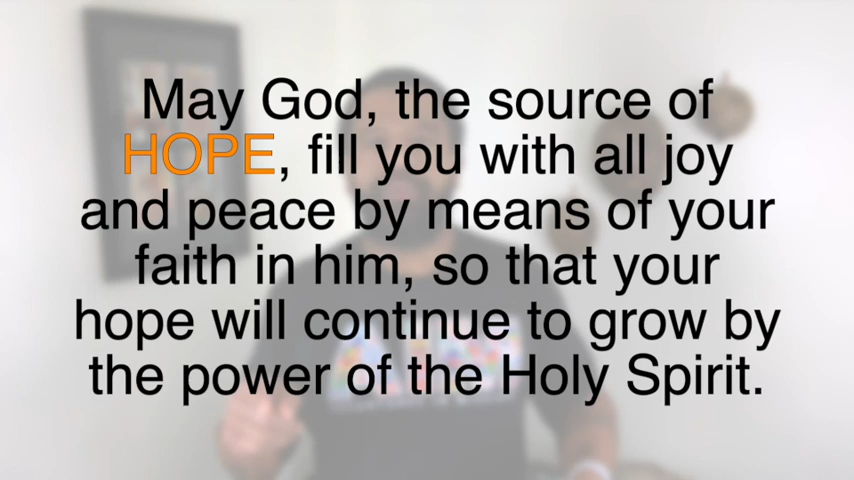 May God, the source of
HOPE, fill you with all joy
and peace by means of your
faith in him, so that your
hope will continue to grow by
the power of the Holy Spirit.